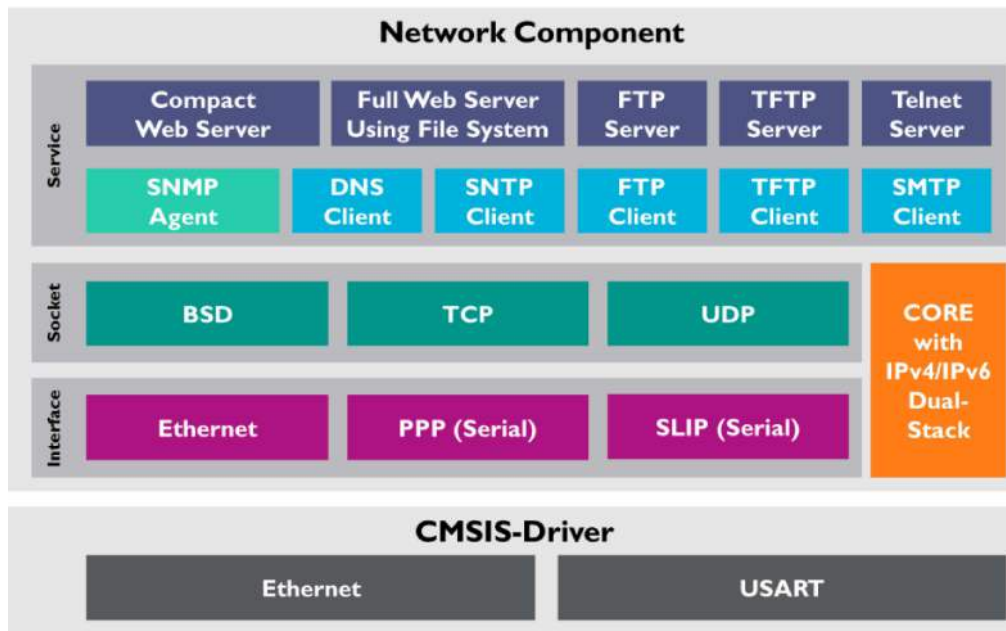 Network Component
Service
Compact
Web Server
Full Web Server
Using File System
FTP
Server
TFTP
Server
Telnet
Server
SNMP
Agent
DNS
Client
SNTP
Client
FTP
Client
TFTP
Client
SMTP
Client
Socket
BSD
TCP
UDP
CORE
with
IPv4/IPv6
Dual-
Stack
Interface
Ethernet
PPP (Serial)
SLIP (Serial)
CMSIS-Driver
Ethernet
USART